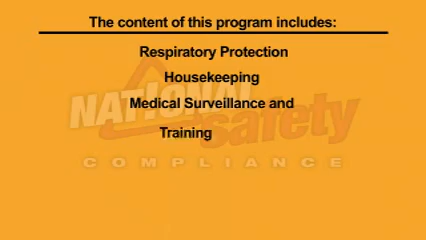 The content of this program includes:
Respiratory Protection
Housekeeping
Medical Surveillance and
Training
NATIONAL
safety
COMPLIANCE